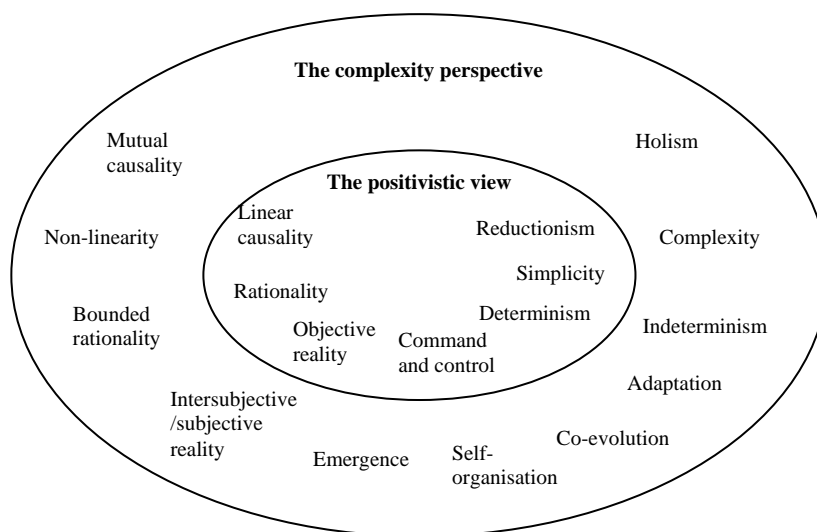 The complexity perspective
Mutual
causality
Holism
The positivistic view
Linear
causality
Reductionism
Non-linearity
Complexity
Simplicity
Rationality
Determinism
Bounded
rationality
Objective
reality
Command
and control
Indeterminism
Adaptation
Intersubjective
/subjective
reality
Emergence
Self-
organisation
Co-evolution